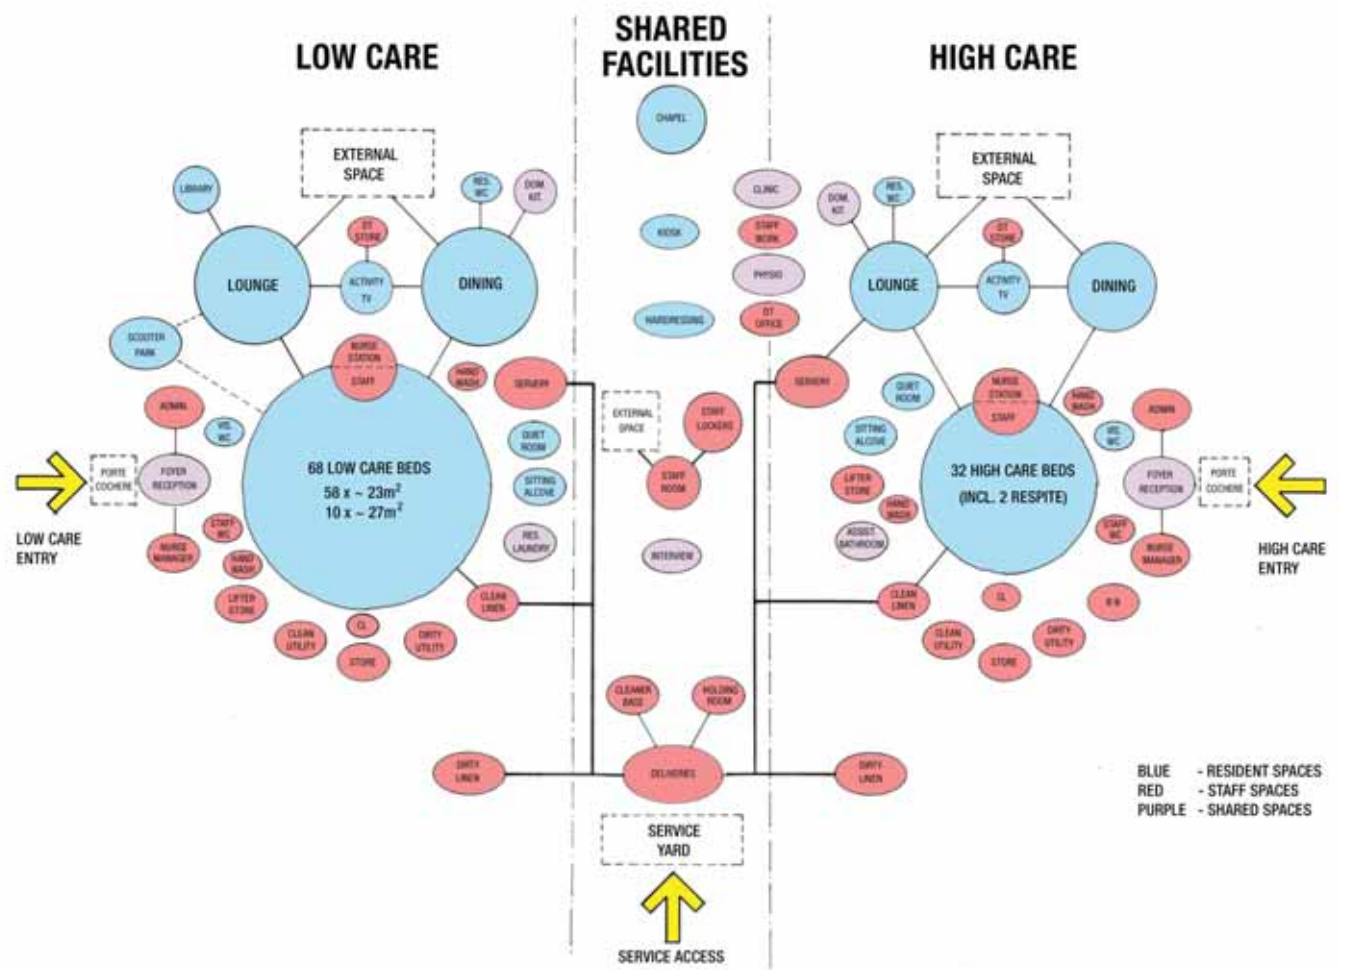 LOW CARE
SHARED
FACILITIES
HIGH CARE
CHAPEL
EXTERNAL
SPACE
LIBRARY
RES.
WC
DOM.
KIT.
DT
STORE
LOUNGE
ACTIVITY
TV
DINING
SCOOTER
PARK
NURSE
STATION
STAFF
HAND
WASH
SERVERY
ADMIN.
VIS.
WC
QUIET
ROOM
PORTE
COCHERE
FOYER
RECEPTION
68 LOW CARE BEDS
58 x ~ 23m²
10 x ~ 27m²
SITTING
ALCOVE
LOW CARE
ENTRY
STAFF
WC
RES.
LAUNDRY
NURSE
MANAGER
HAND
WASH
LIFTER
STORE
CLEAN
LINEN
CLEAN
UTILITY
CL
DIRTY
UTILITY
STORE
DIRTY
LINEN
CLINIC
KIOSK
STAFF
WORK
PHYSIO
HAIRDRESSING
DT
OFFICE
EXTERNAL
SPACE
STAFF
LOCKERS
STAFF
ROOM
INTERVIEW
CLEANER
BASE
HOLDING
ROOM
DELIVERIES
SERVICE
YARD
SERVICE ACCESS
EXTERNAL
SPACE
DOM.
KIT.
RES.
WC
DT
STORE
LOUNGE
ACTIVITY
TV
DINING
SERVERY
QUIET
ROOM
NURSE
STATION
STAFF
HAND
WASH
ADMIN
SITTING
ALCOVE
VIS.
WC
32 HIGH CARE BEDS
(INCL. 2 RESPITE)
FOYER
RECEPTION
PORTE
COCHERE
LIFTER
STORE
HAND
WASH
ASSIST
BATHROOM
STAFF
WC
NURSE
MANAGER
HIGH CARE
ENTRY
CLEAN
LINEN
CL
CLEAN
UTILITY
DIRTY
UTILITY
STORE
DIRTY
LINEN
BLUE - RESIDENT SPACES
RED - STAFF SPACES
PURPLE - SHARED SPACES